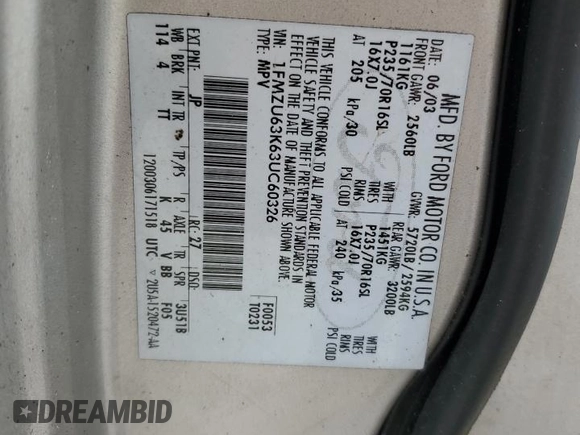 MFD. BY FORD MOTOR CO. IN U.S.A.
DATE: 06/03 GVWR: 5720LB/2594KG
FRONT GAWR: 2560LB REAR GAWR: 3200LB
1161KG WITH 1451KG WITH
P235/70R16SL TIRES P235/70R16SL TIRES
16X7.0J RIMS 16X7.0J RIMS
AT 205 kPa/30 PSI COLD AT 240 kPa/35 PSI COLD
THIS VEHICLE CONFORMS TO ALL APPLICABLE FEDERAL MOTOR
VEHICLE SAFETY AND THEFT PREVENTION STANDARDS IN
EFFECT ON THE DATE OF MANUFACTURE SHOWN ABOVE.
VIN: 1FMZU63K63UC60326 F0053
TYPE: MPV T0231
EXT PNT: JP RC: 27 DSO:
WB BRK INT TR TP/PS R AXLE TR SPR 3U51B
114 4 TT K 45 V BB F05
1200306171518 UTC 2U5A-1520472-AA
DREAMBID